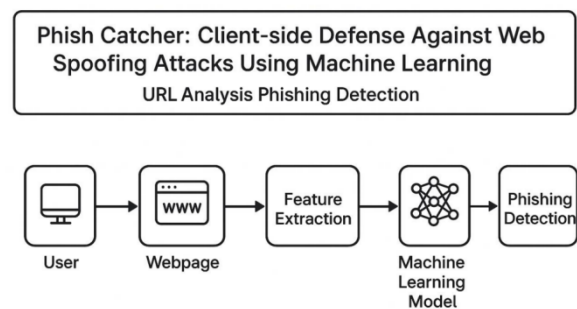 Phish Catcher: Client-side Defense Against Web
Spoofing Attacks Using Machine Learning
URL Analysis Phishing Detection
User
www
Webpage
Feature
Extraction
Machine
Learning
Model
Phishing
Detection